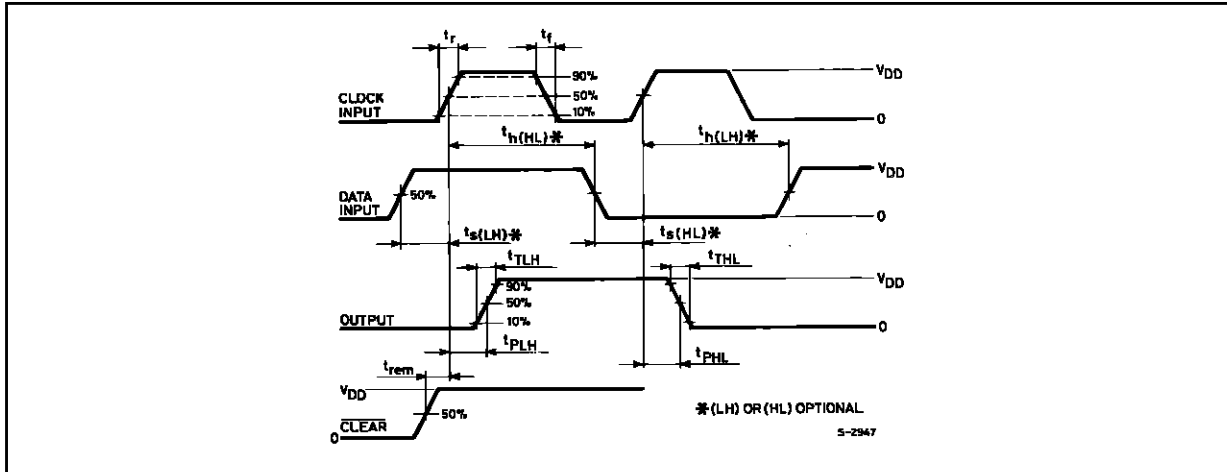 tr
tf
90%
50%
10%
CLOCK
INPUT
VDD
0
th(HL)*
th(LH)*
VDD
50%
DATA
INPUT
0
ts(LH)*
ts(HL)*
tTLH
tTHL
90%
50%
10%
VDD
OUTPUT
0
tPLH
tPHL
trem
VDD
50%
CLEAR
0
*(LH) OR (HL) OPTIONAL
S-2947